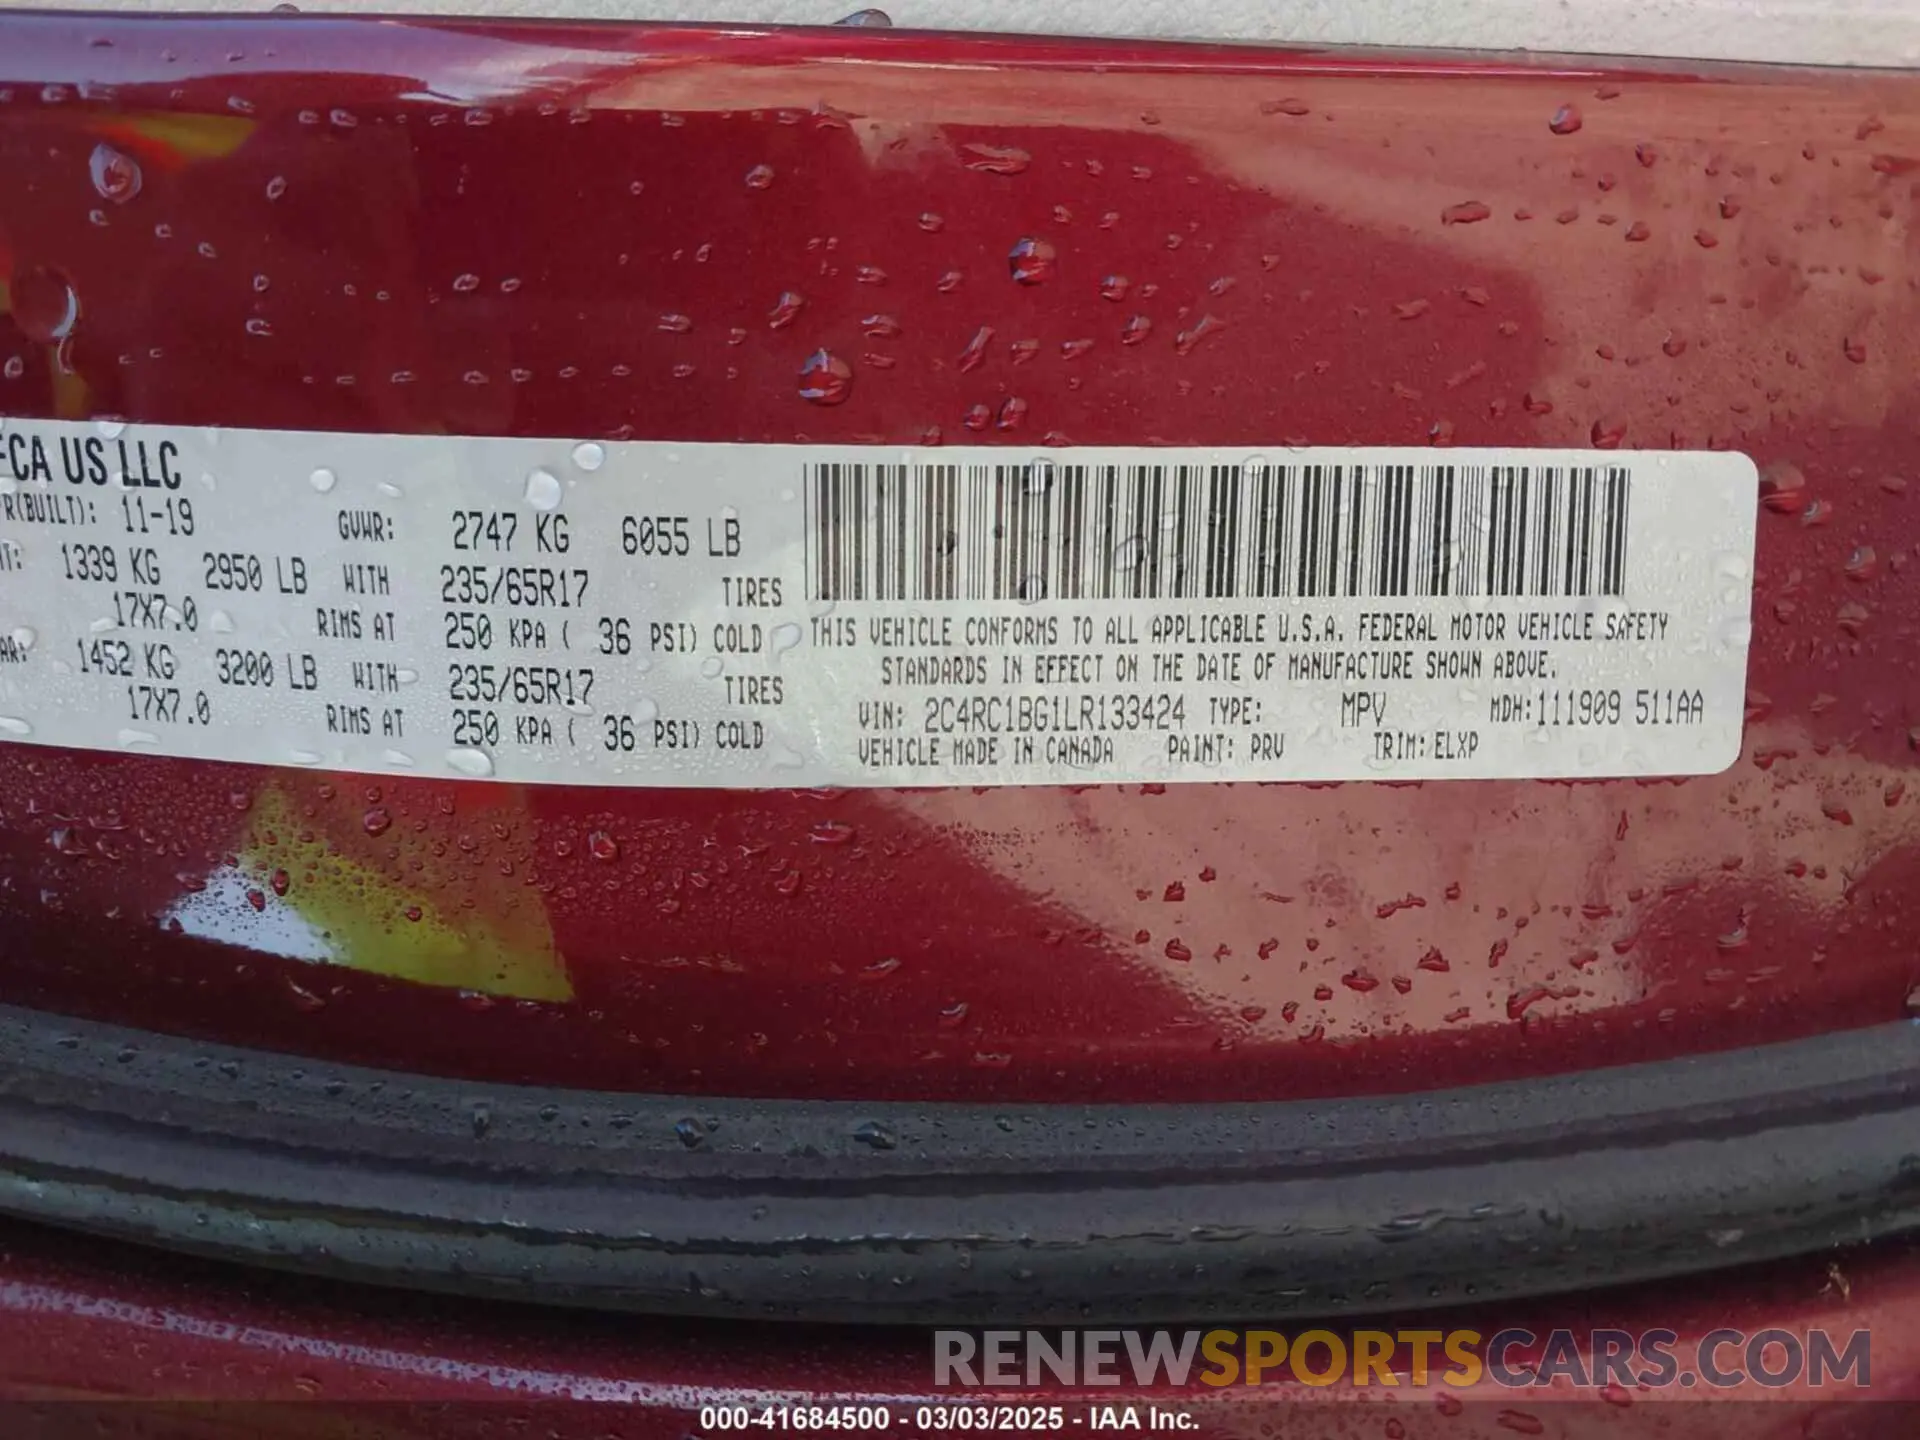 FCA US LLC
PR(BUILT): 11-19 GVWR: 2747 KG 6055 LB
NT: 1339 KG 2950 LB WITH 235/65R17 TIRES
17X7.0 RIMS AT 250 KPA ( 36 PSI) COLD
AR: 1452 KG 3200 LB WITH 235/65R17 TIRES
17X7.0 RIMS AT 250 KPA ( 36 PSI) COLD
THIS VEHICLE CONFORMS TO ALL APPLICABLE U.S.A. FEDERAL MOTOR VEHICLE SAFETY
STANDARDS IN EFFECT ON THE DATE OF MANUFACTURE SHOWN ABOVE.
VIN: 2C4RC1BG1LR133424 TYPE: MPV MDH:111909 511AA
VEHICLE MADE IN CANADA PAINT: PRV TRIM: ELXP
RENEWSPORTSCARS.COM
000-41684500 - 03/03/2025 - IAA Inc.